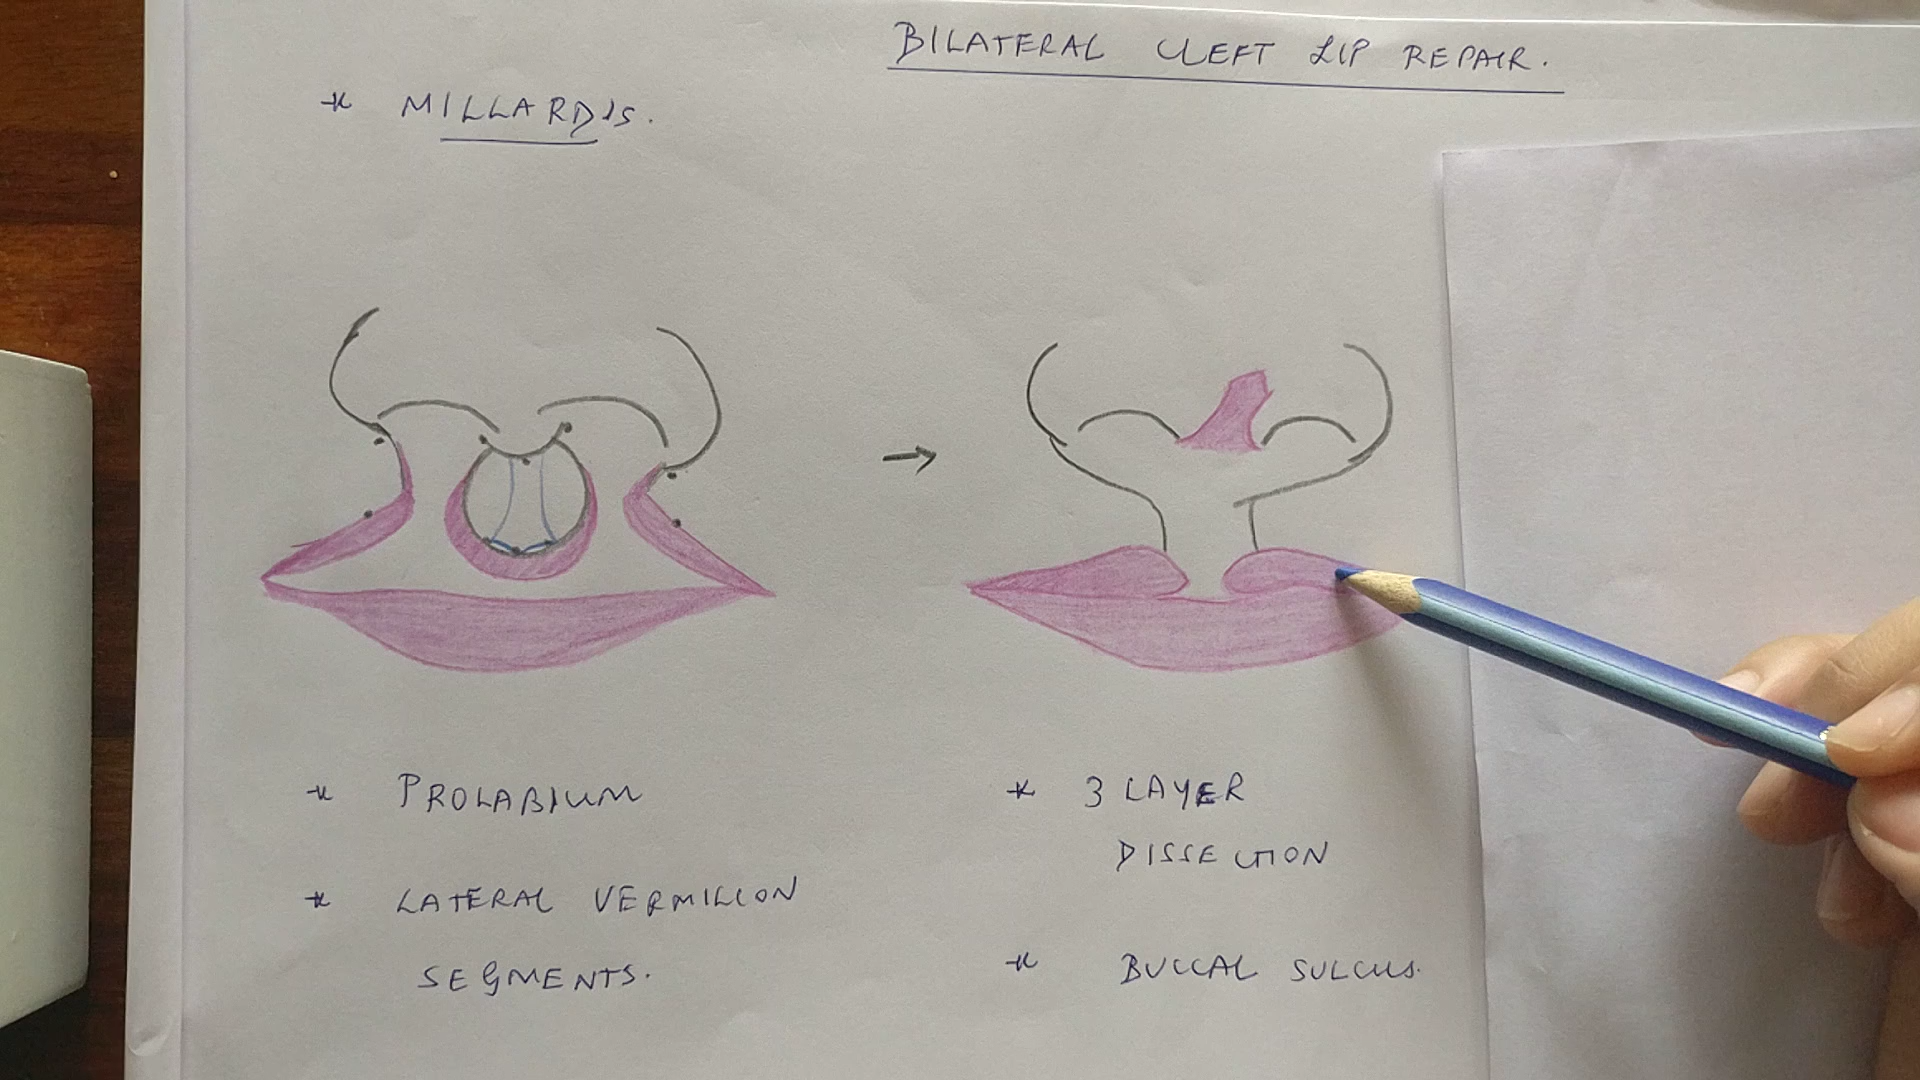 BILATERAL CLEFT LIP REPAIR.
* MILLARD'S.
* PROLABIUM
* LATERAL VERMILLON
SEGMENTS.
* 3 LAYER
DISSECTION
* BUCCAL SULCUS.